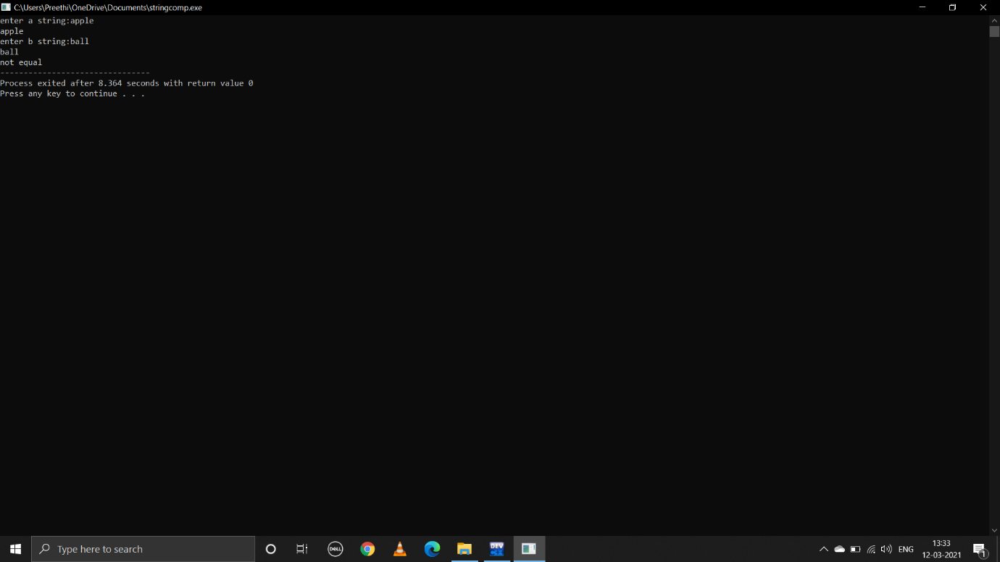 C:\Users\Preethi\OneDrive\Documents\stringcomp.exe
enter a string:apple
apple
enter b string:ball
ball
not equal
--------------------------------
Process exited after 8.364 seconds with return value 0
Press any key to continue . . .
Type here to search
DELL
DEV
ENG
13:33
12-03-2021
1